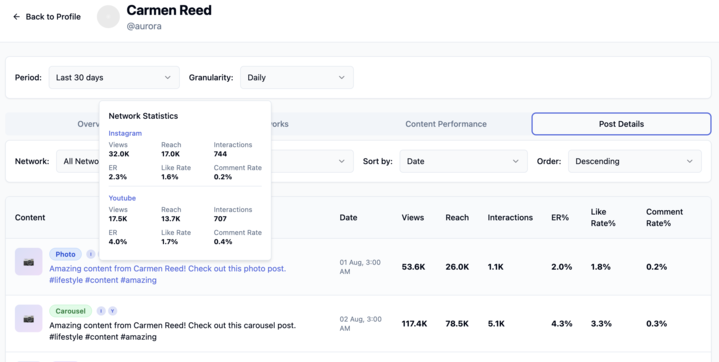 ← Back to Profile
Carmen Reed
@aurora
Period: Last 30 days Granularity: Daily
Overv
orks
Content Performance
Post Details
Network: All Netwo
Sort by: Date Order: Descending
Network Statistics
Instagram
Views Reach Interactions
32.0K 17.0K 744
ER Like Rate Comment Rate
2.3% 1.6% 0.2%
Youtube
Views Reach Interactions
17.5K 13.7K 707
ER Like Rate Comment Rate
4.0% 1.7% 0.4%
Content Date Views Reach Interactions ER% Like Rate% Comment Rate%
Photo I
Amazing content from Carmen Reed! Check out this photo post.
#lifestyle #content #amazing
01 Aug, 3:00 AM 53.6K 26.0K 1.1K 2.0% 1.8% 0.2%
Carousel I Y
Amazing content from Carmen Reed! Check out this carousel post.
#lifestyle #content #amazing
02 Aug, 3:00 AM 117.4K 78.5K 5.1K 4.3% 3.3% 0.3%